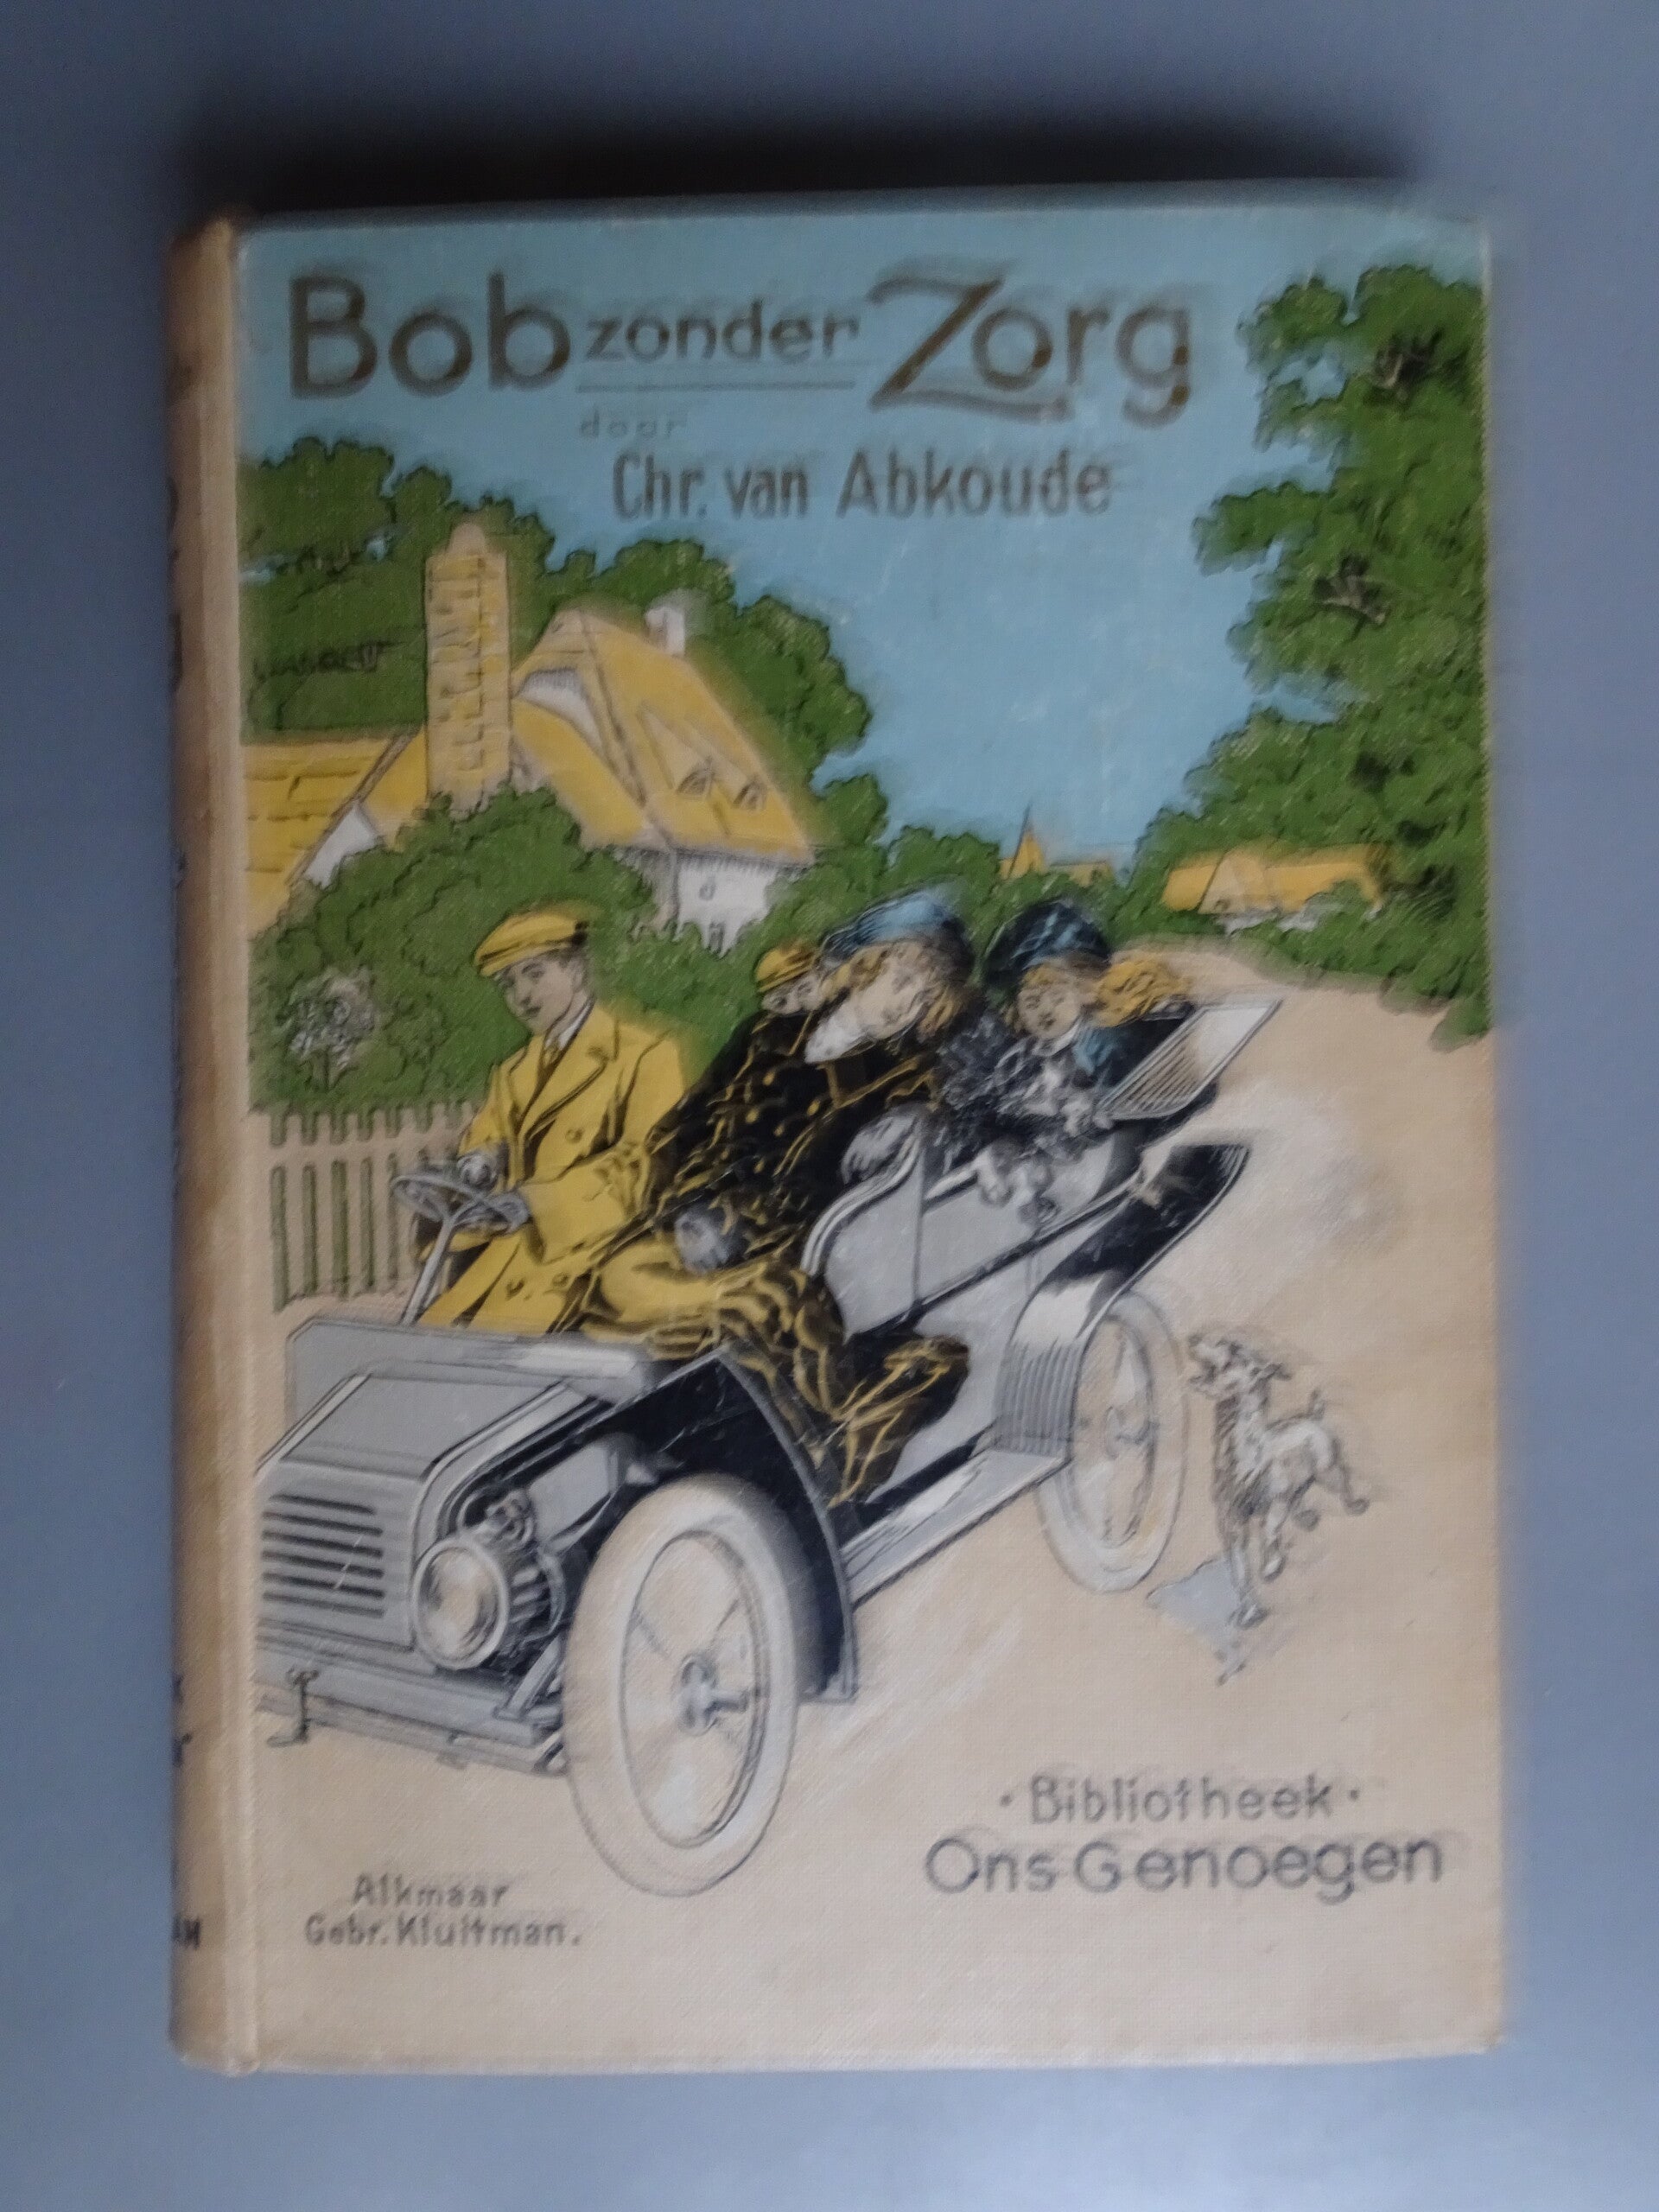 Bob zonder Zorg
door
Chr. van Abkoude
· Bibliotheek ·
Ons Genoegen
Alkmaar
Gebr. Kluitman.